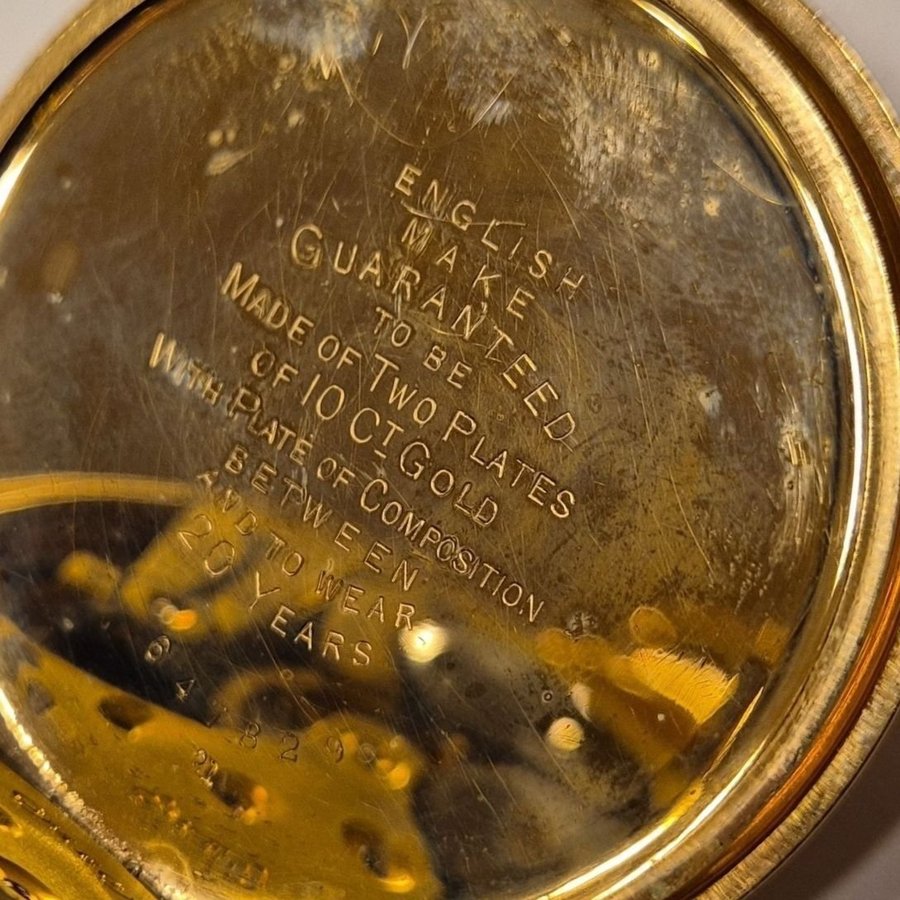 ENGLISH
MAKE
GUARANTEED
TO BE
MADE OF TWO PLATES
OF 10 CT GOLD
WITH PLATE OF COMPOSITION
BETWEEN
AND TO WEAR
20 YEARS